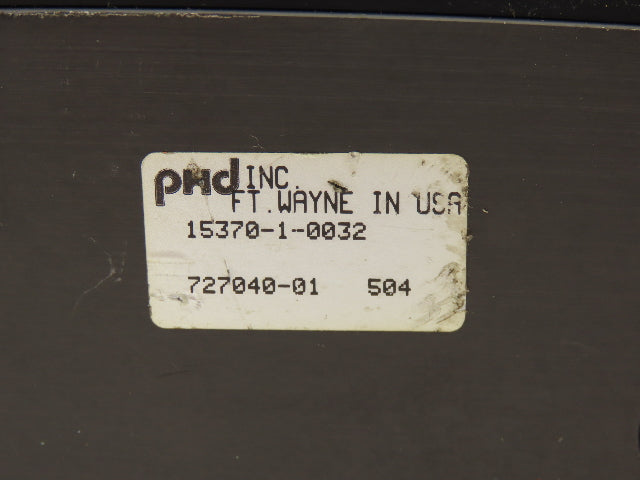 PHD INC.
FT. WAYNE IN USA
15370-1-0032
727040-01 504